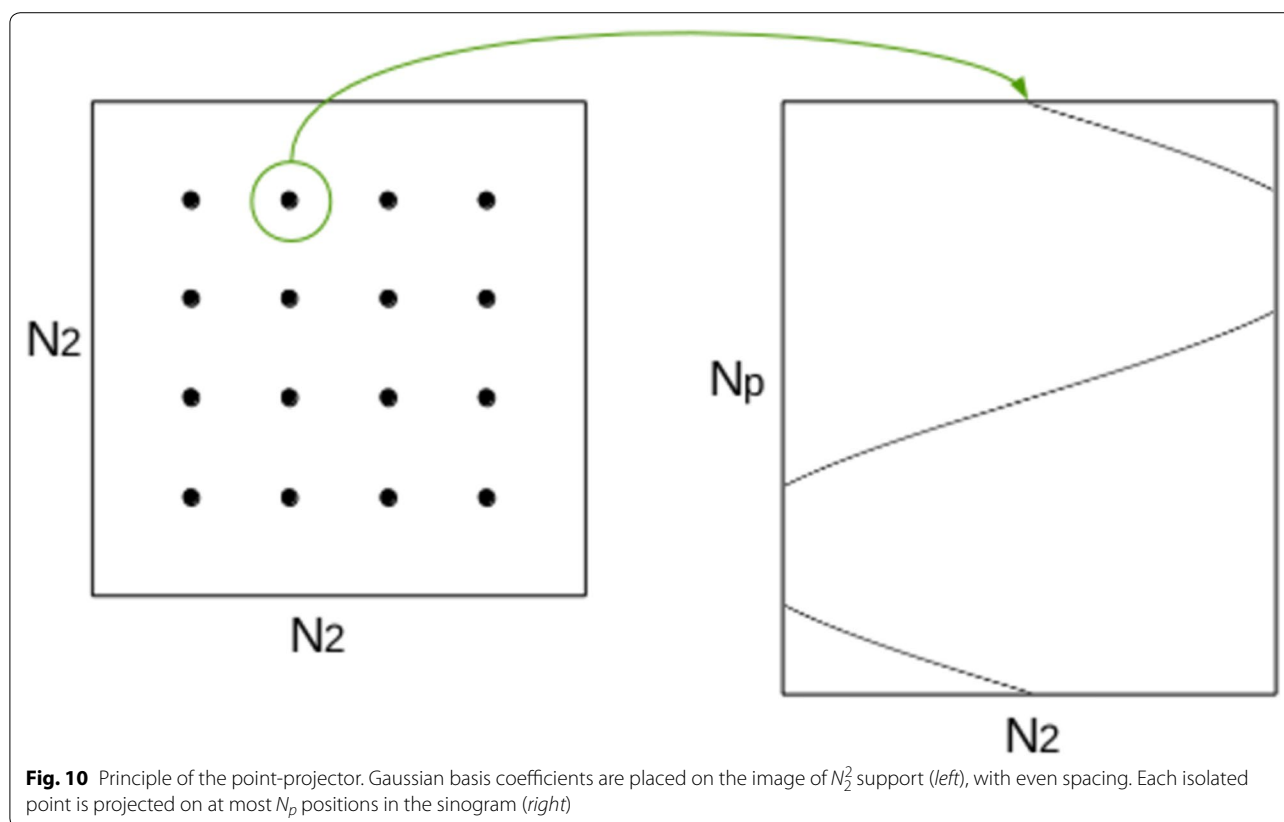 N2
Np
N2
N2
Fig. 10 Principle of the point-projector. Gaussian basis coefficients are placed on the image of N₂² support (left), with even spacing. Each isolated
point is projected on at most Nₚ positions in the sinogram (right)